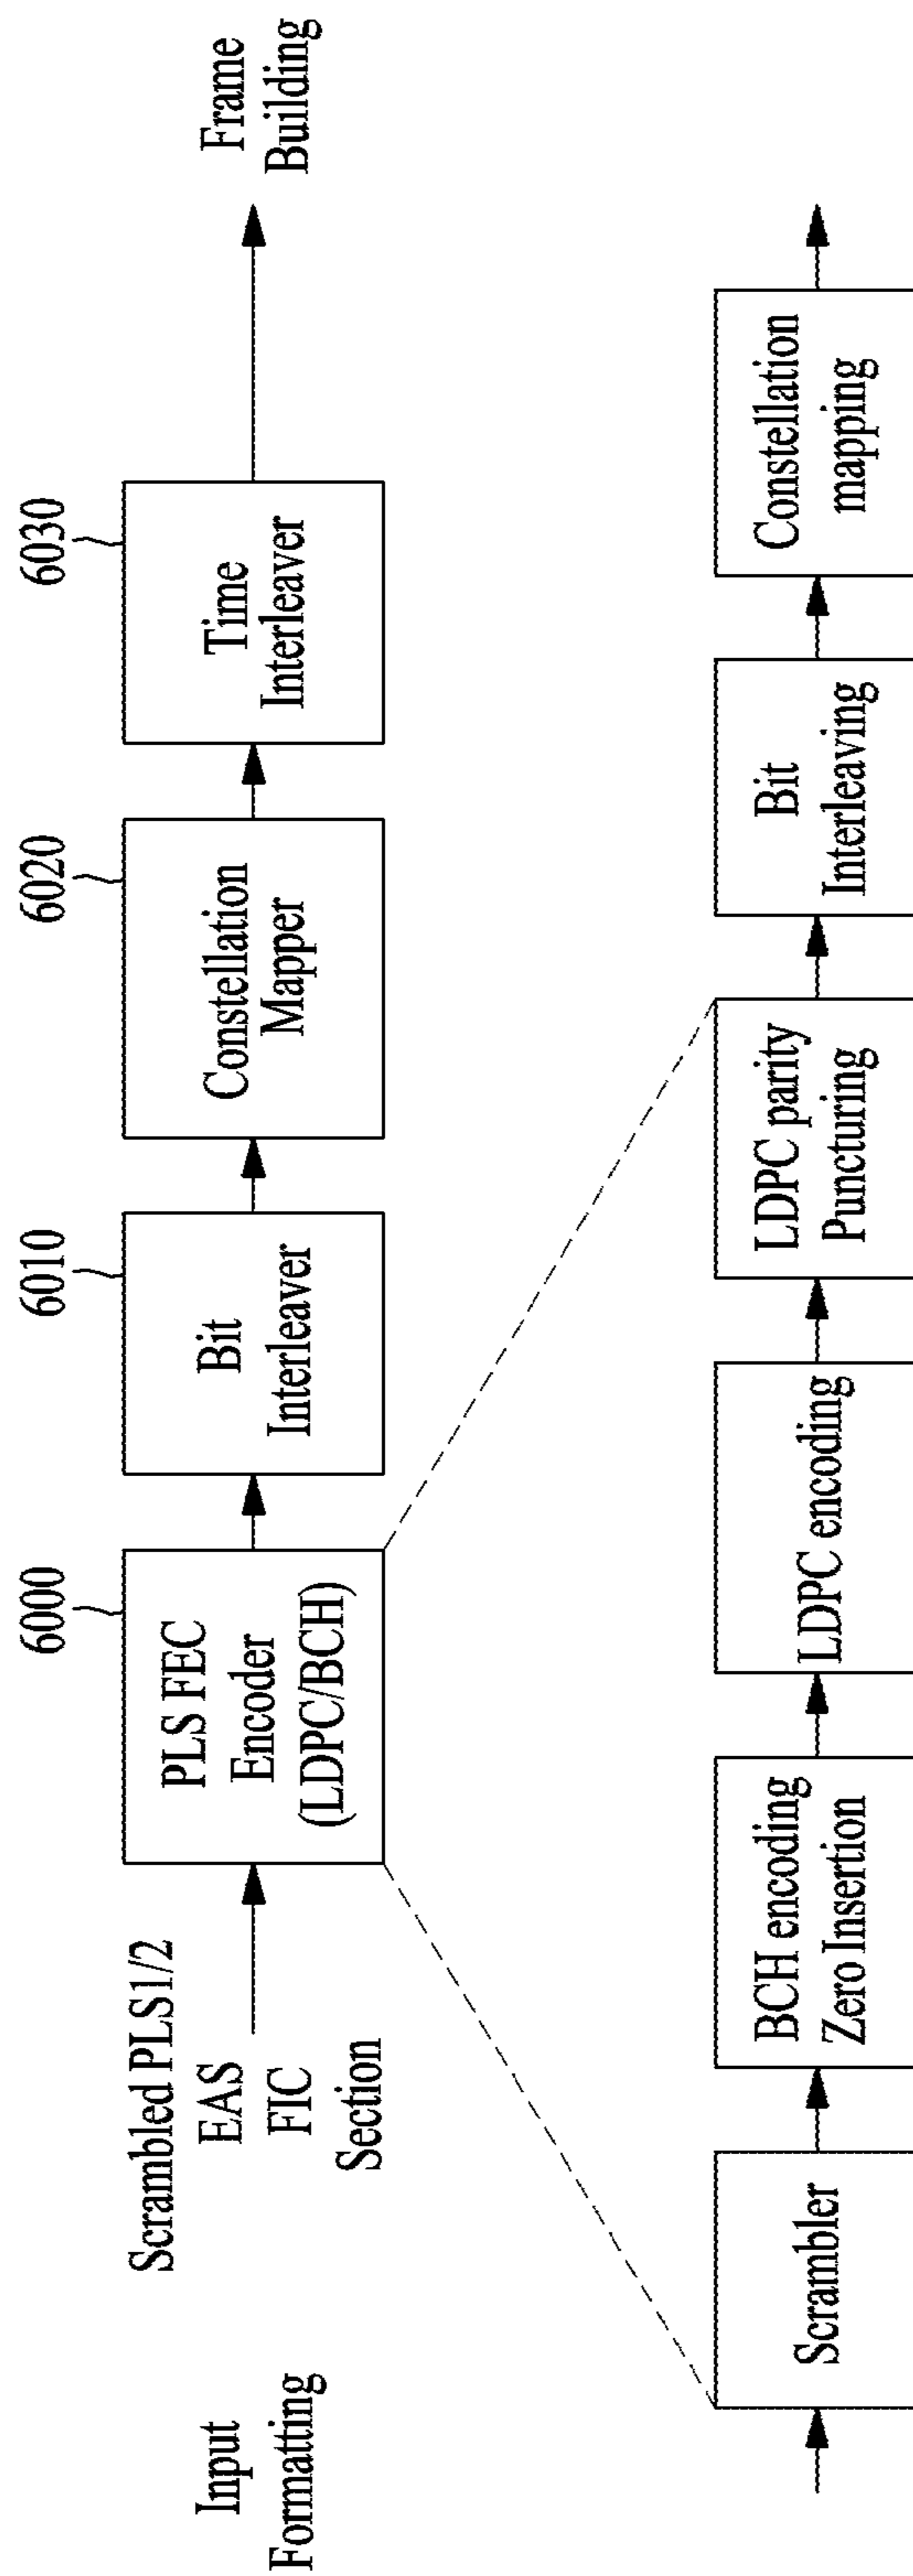 Input
Formatting
Scrambled PLS1/2
EAS
FIC
Section
6000
PLS FEC
Encoder
(LDPC/BCH)
6010
Bit
Interleaver
6020
Constellation
Mapper
6030
Time
Interleaver
Frame
Building
Scrambler
BCH encoding
Zero Insertion
LDPC encoding
LDPC parity
Puncturing
Bit
Interleaving
Constellation
mapping